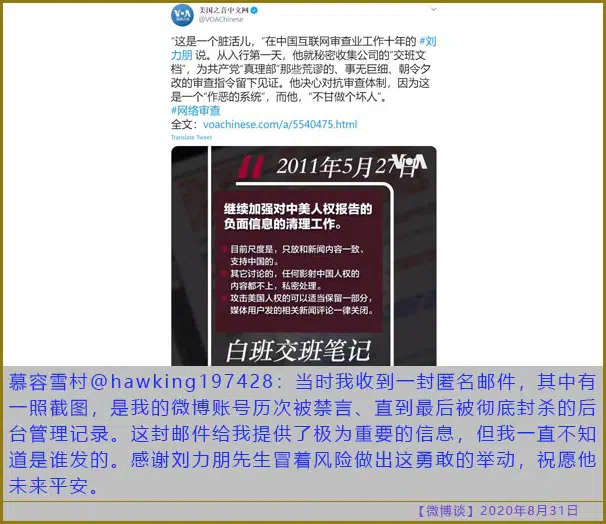 美国之音中文网
@VOAChinese
“这是一个脏活儿，”在中国互联网审查业工作十年的 #刘
力朋 说。从入行第一天，他就秘密收集公司的“交班文
档”，为共产党“真理部”那些荒谬的、事无巨细、朝令夕
改的审查指令留下见证。他决心对抗审查体制，因为这
是一个“作恶的系统”，而他，“不甘做个坏人”。
#网络审查
全文：voachinese.com/a/5540475.html
Translate Tweet
2011年5月27日
VOA
继续加强对中美人权报告的
负面信息的清理工作。
目前尺度是，只放和新闻内容一致、
支持中国的。
其它讨论的，任何影射中国人权的
内容都不上，私密处理。
攻击美国人权的可以适当保留一部分，
媒体用户发的相关新闻评论一律关闭。
白班交班笔记
慕容雪村@hawking197428：当时我收到一封匿名邮件，其中有
一照截图，是我的微博账号历次被禁言、直到最后被彻底封杀的后
台管理记录。这封邮件给我提供了极为重要的信息，但我一直不知
道是谁发的。感谢刘力朋先生冒着风险做出这勇敢的举动，祝愿他
未来平安。
【微博谈】2020年8月31日